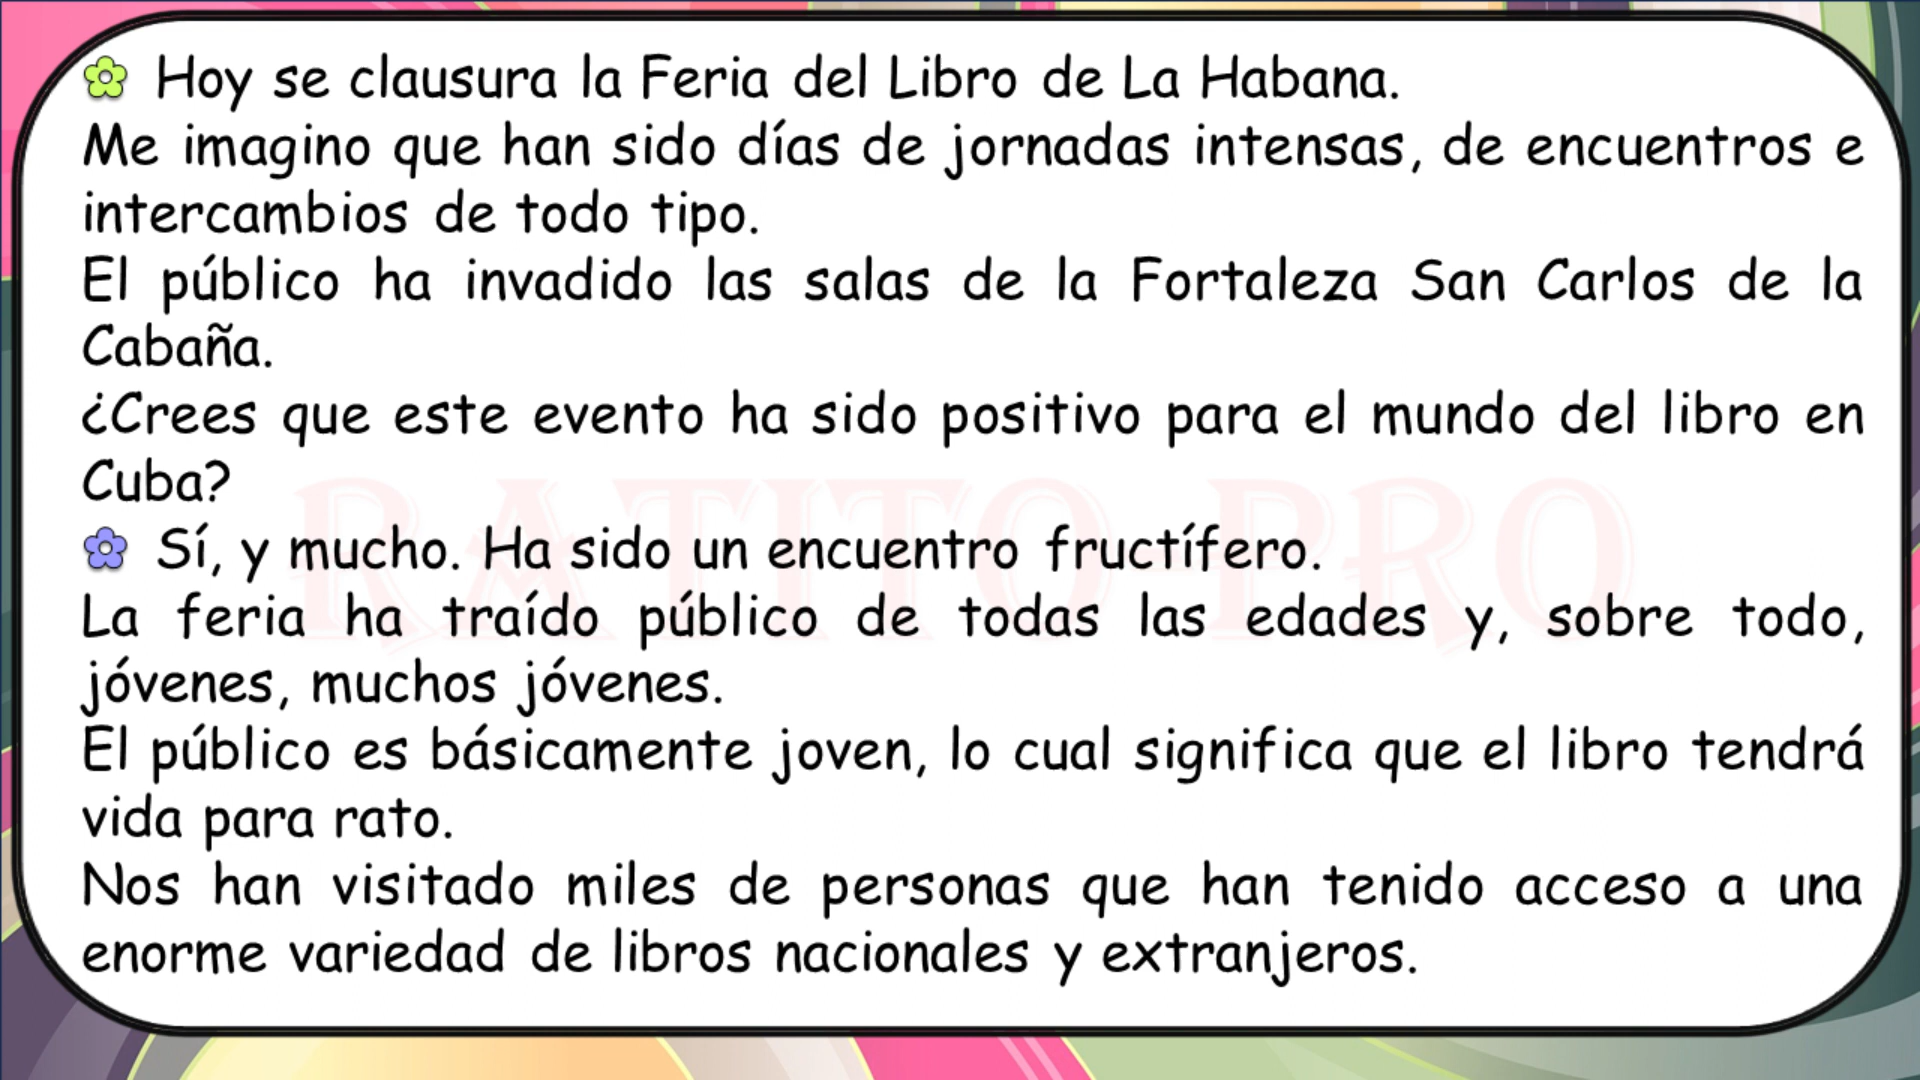 Hoy se clausura la Feria del Libro de La Habana.
Me imagino que han sido días de jornadas intensas, de encuentros e
intercambios de todo tipo.
El público ha invadido las salas de la Fortaleza San Carlos de la
Cabaña.
¿Crees que este evento ha sido positivo para el mundo del libro en
Cuba?
RATITO-PRO
Sí, y mucho. Ha sido un encuentro fructífero.
La feria ha traído público de todas las edades y, sobre todo,
jóvenes, muchos jóvenes.
El público es básicamente joven, lo cual significa que el libro tendrá
vida para rato.
Nos han visitado miles de personas que han tenido acceso a una
enorme variedad de libros nacionales y extranjeros.